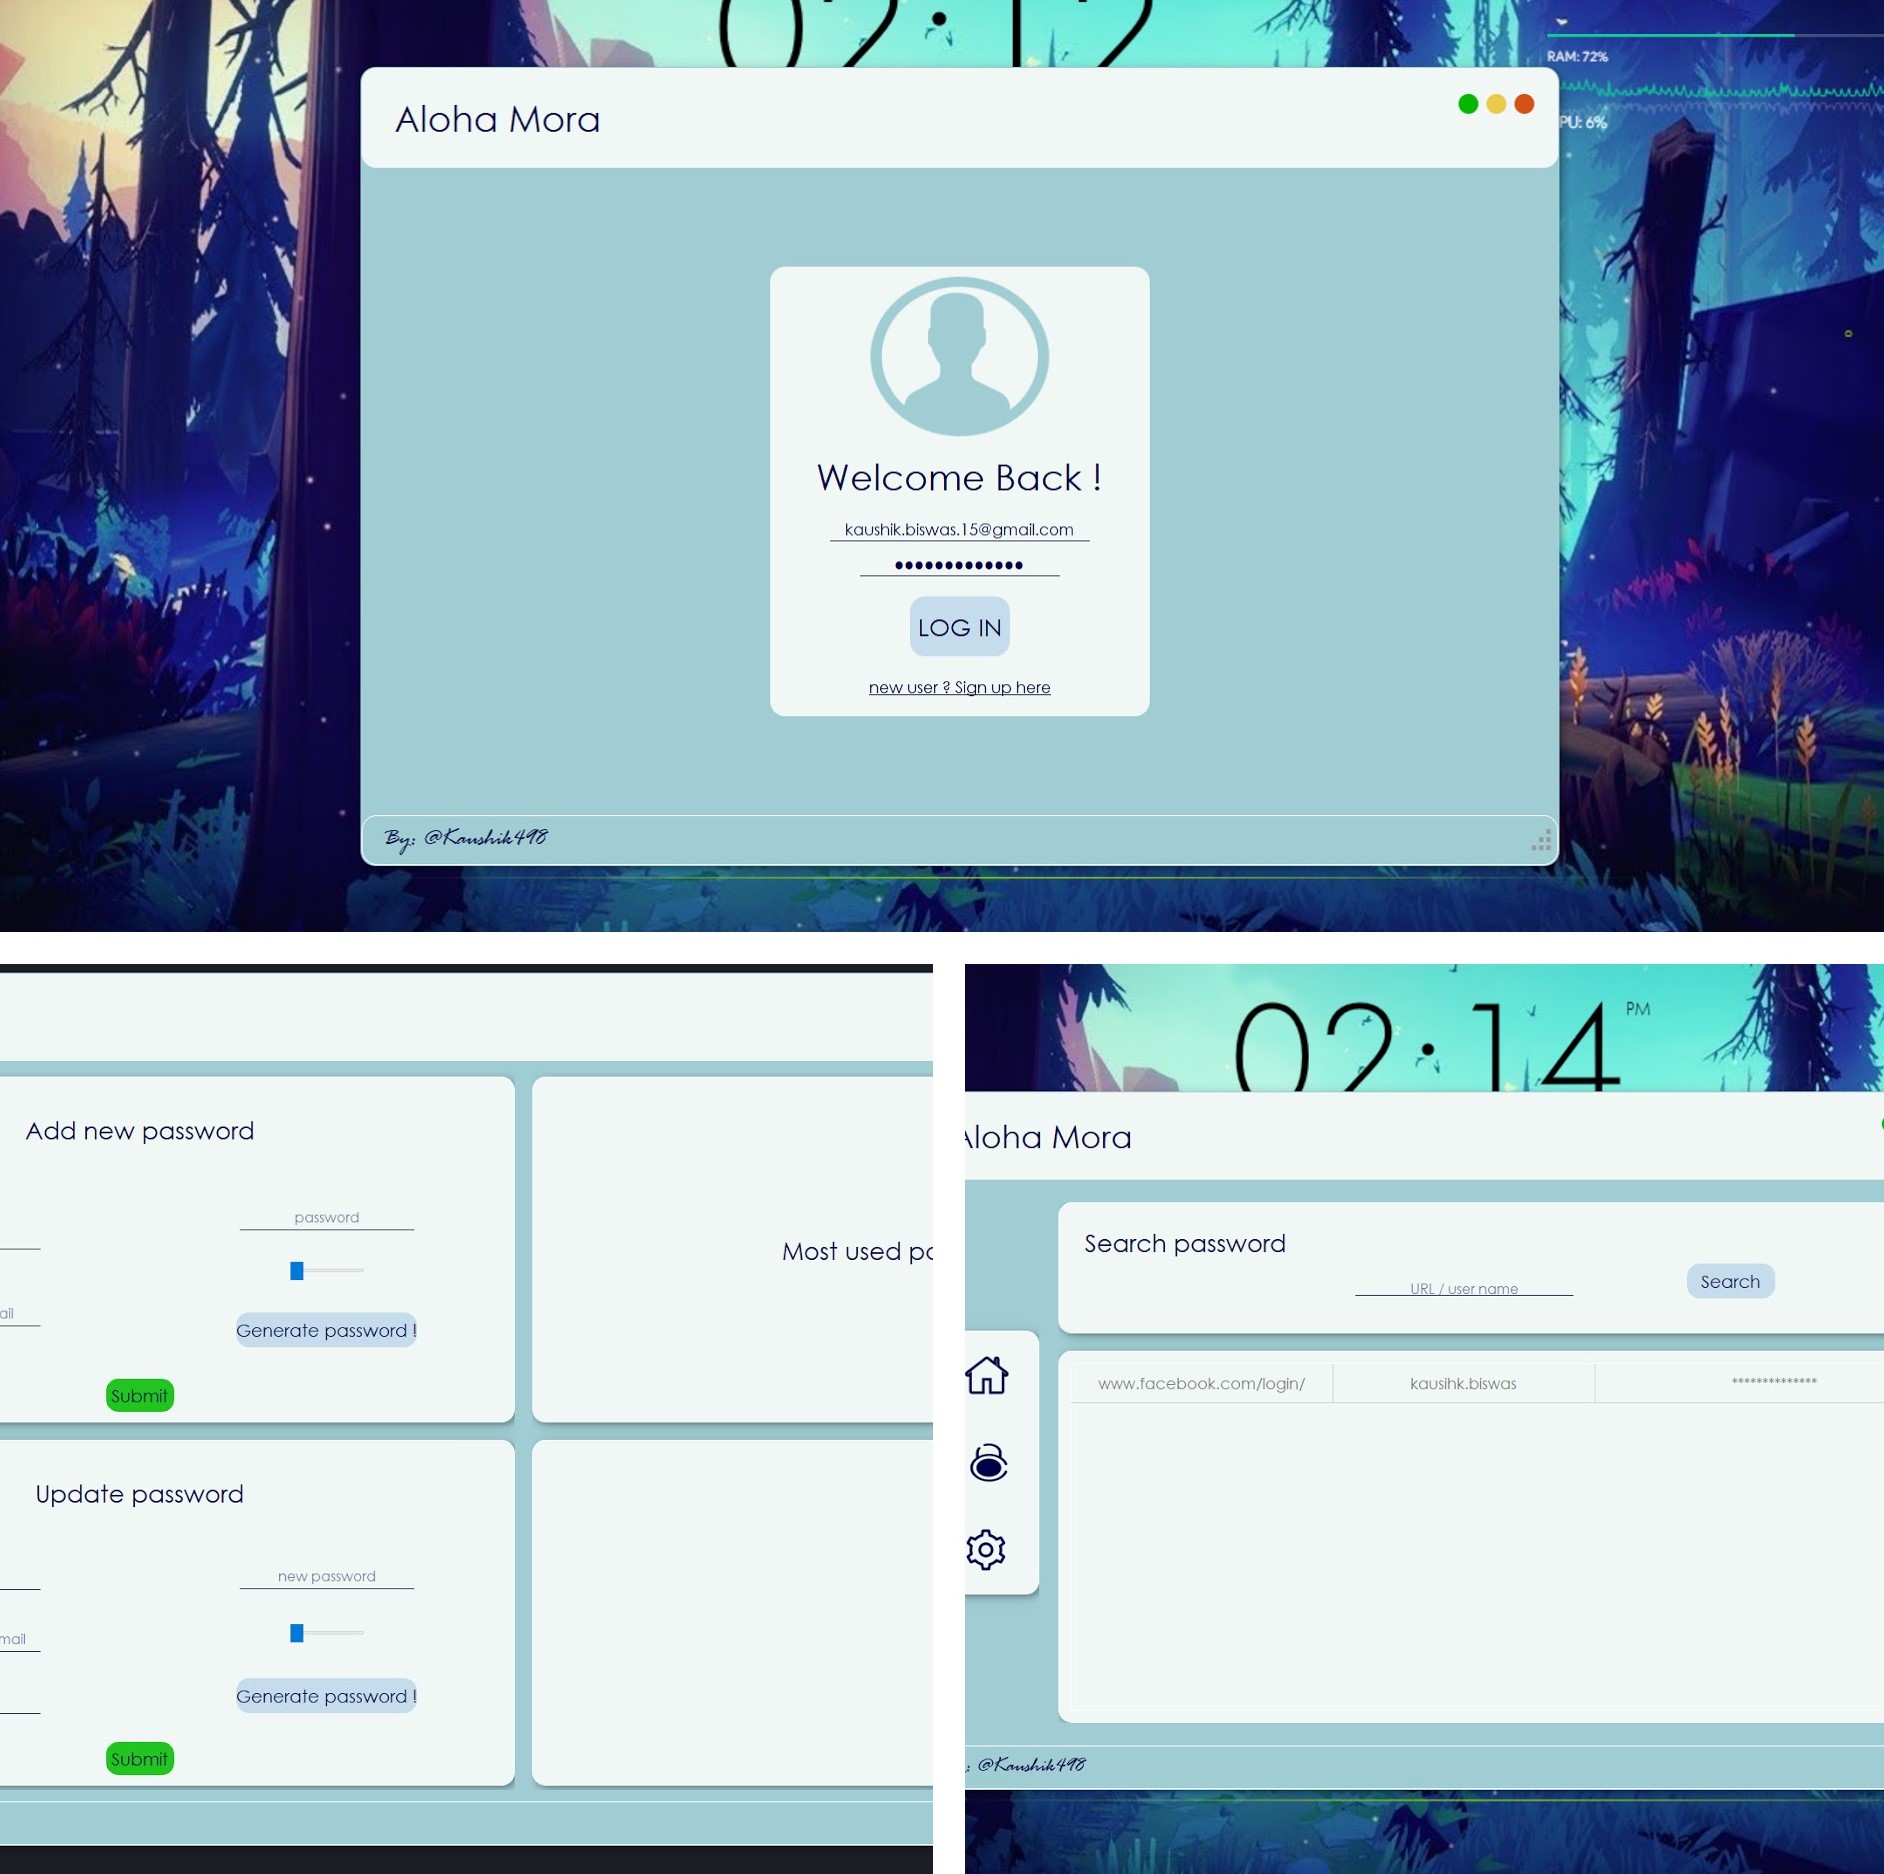 02:12
RAM: 72%
PU: 6%
Aloha Mora
Welcome Back !
kaushik.biswas.15@gmail.com
•••••••••••••
LOG IN
new user ? Sign up here
By: @Kaushik498
Add new password
password
ail
Generate password !
Submit
Most used pa
Update password
new password
mail
Generate password !
Submit
02:14 PM
Aloha Mora
Search password
URL / user name
Search
www.facebook.com/login/ kausihk.biswas **************
: @Kaushik498